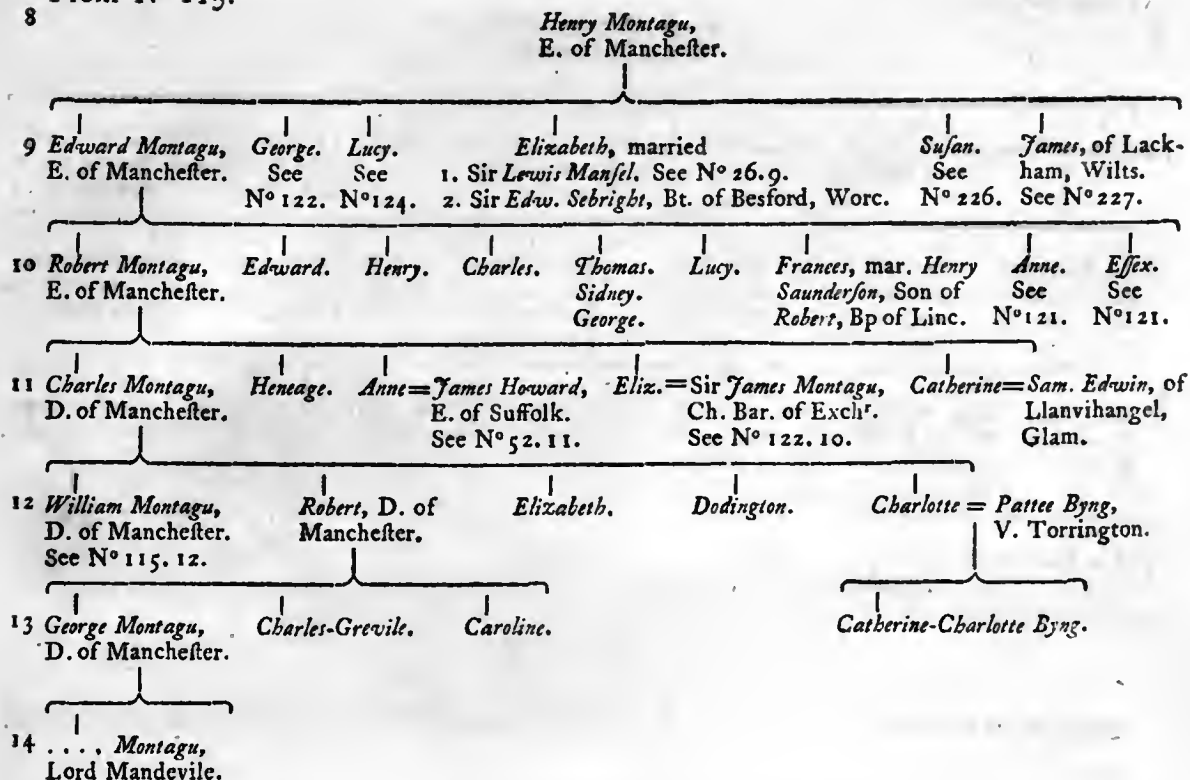 From N° 115.
8
Henry Montagu,
E. of Mancheſter.
9 Edward Montagu, George. Lucy. Elizabeth, married Suſan. James, of Lack-
E. of Mancheſter. See See 1. Sir Lewis Manſel. See N° 26. 9. See ham, Wilts.
N° 122. N° 124. 2. Sir Edw. Sebright, Bt. of Besford, Worc. N° 226. See N° 227.
10 Robert Montagu, Edward. Henry. Charles. Thomas. Lucy. Frances, mar. Henry Anne. Eſſex.
E. of Mancheſter. Sidney. Saunderſon, Son of See See
George. Robert, Bp of Linc. N° 121. N° 121.
11 Charles Montagu, Heneage. Anne = James Howard, Eliz. = Sir James Montagu, Catherine = Sam. Edwin, of
D. of Mancheſter. E. of Suffolk. Ch. Bar. of Exchr. Llanvihangel,
See N° 52. 11. See N° 122. 10. Glam.
12 William Montagu, Robert, D. of Elizabeth. Dodington. Charlotte = Pattee Byng,
D. of Mancheſter. Mancheſter. V. Torrington.
See N° 115. 12.
13 George Montagu, Charles-Grevile. Caroline. Catherine-Charlotte Byng.
D. of Mancheſter.
14 . . . . Montagu,
Lord Mandevile.